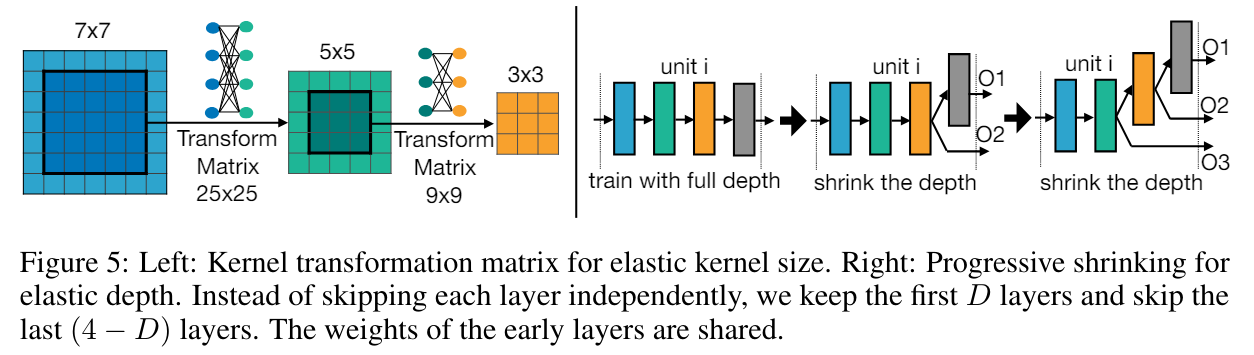 7x7
5x5
3x3
Transform
Matrix
25x25
Transform
Matrix
9x9
unit i
train with full depth
unit i
O1
O2
shrink the depth
unit i
O1
O2
O3
shrink the depth
Figure 5: Left: Kernel transformation matrix for elastic kernel size. Right: Progressive shrinking for
elastic depth. Instead of skipping each layer independently, we keep the first D layers and skip the
last (4 − D) layers. The weights of the early layers are shared.